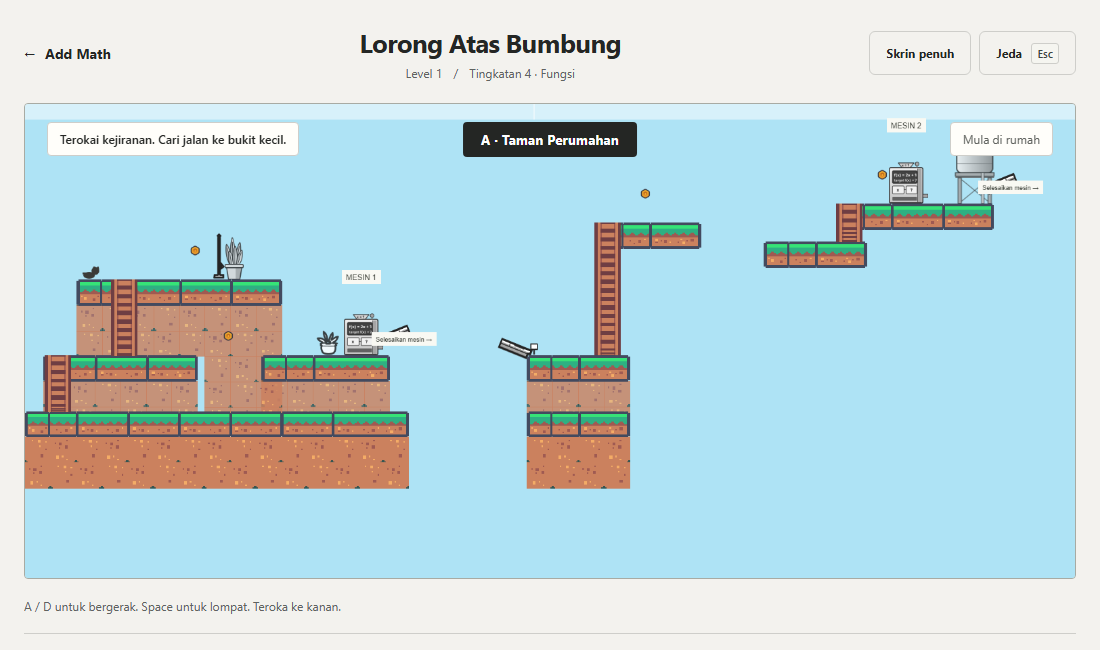 ← Add Math
Lorong Atas Bumbung
Level 1 / Tingkatan 4 · Fungsi
Skrin penuh
Jeda Esc
Terokai kejiranan. Cari jalan ke bukit kecil.
A · Taman Perumahan
MESIN 2
Mula di rumah
Selesaikan mesin →
MESIN 1
Selesaikan mesin →
A / D untuk bergerak. Space untuk lompat. Teroka ke kanan.